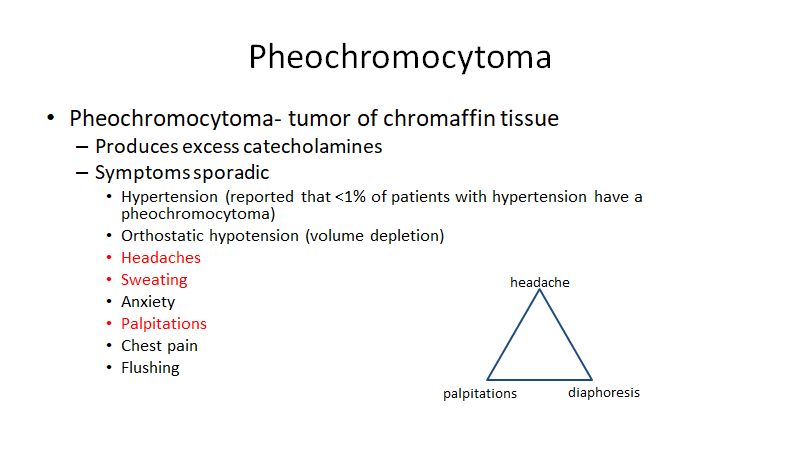 Pheochromocytoma
• Pheochromocytoma- tumor of chromaffin tissue
– Produces excess catecholamines
– Symptoms sporadic
• Hypertension (reported that <1% of patients with hypertension have a
pheochromocytoma)
• Orthostatic hypotension (volume depletion)
• Headaches
• Sweating
• Anxiety
• Palpitations
• Chest pain
• Flushing
headache
palpitations
diaphoresis